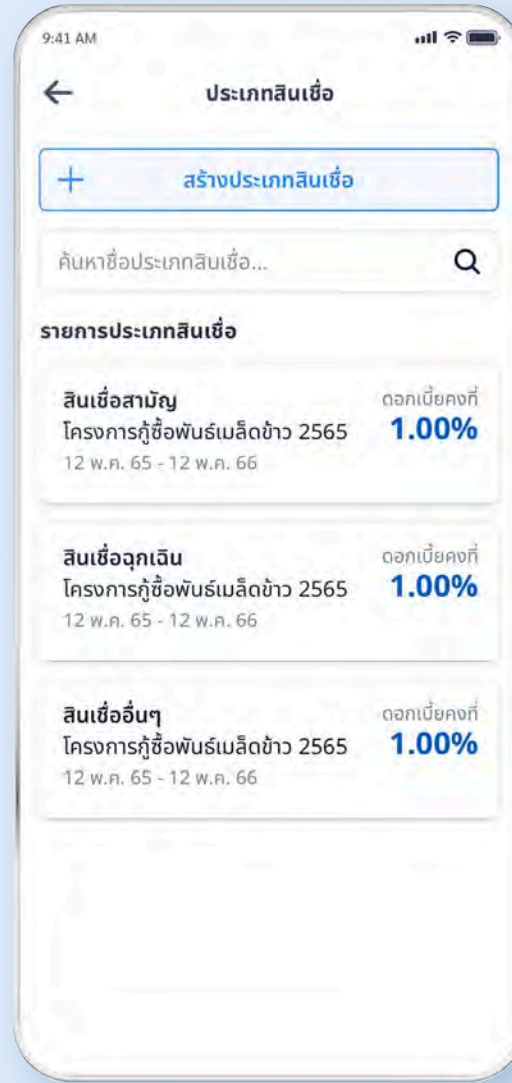 9:41 AM
ประเภทสินเชื่อ
สร้างประเภทสินเชื่อ
ค้นหาชื่อประเภทสินเชื่อ...
รายการประเภทสินเชื่อ
สินเชื่อสามัญ ดอกเบี้ยคงที่
โครงการกู้ซื้อพันธ์เมล็ดข้าว 2565 1.00%
12 พ.ค. 65 - 12 พ.ค. 66
สินเชื่อฉุกเฉิน ดอกเบี้ยคงที่
โครงการกู้ซื้อพันธ์เมล็ดข้าว 2565 1.00%
12 พ.ค. 65 - 12 พ.ค. 66
สินเชื่ออื่นๆ ดอกเบี้ยคงที่
โครงการกู้ซื้อพันธ์เมล็ดข้าว 2565 1.00%
12 พ.ค. 65 - 12 พ.ค. 66